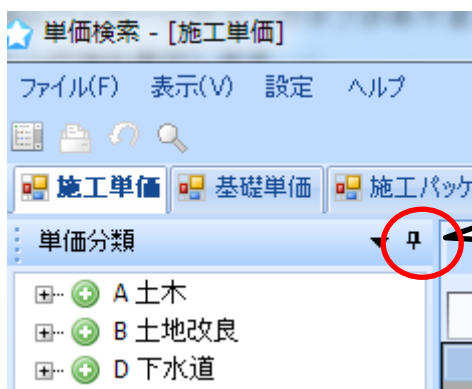 単価検索 - [施工単価]
ファイル(F) 表示(V) 設定 ヘルプ
施工単価 基礎単価 施工パッケ
単価分類
A 土木
B 土地改良
D 下水道